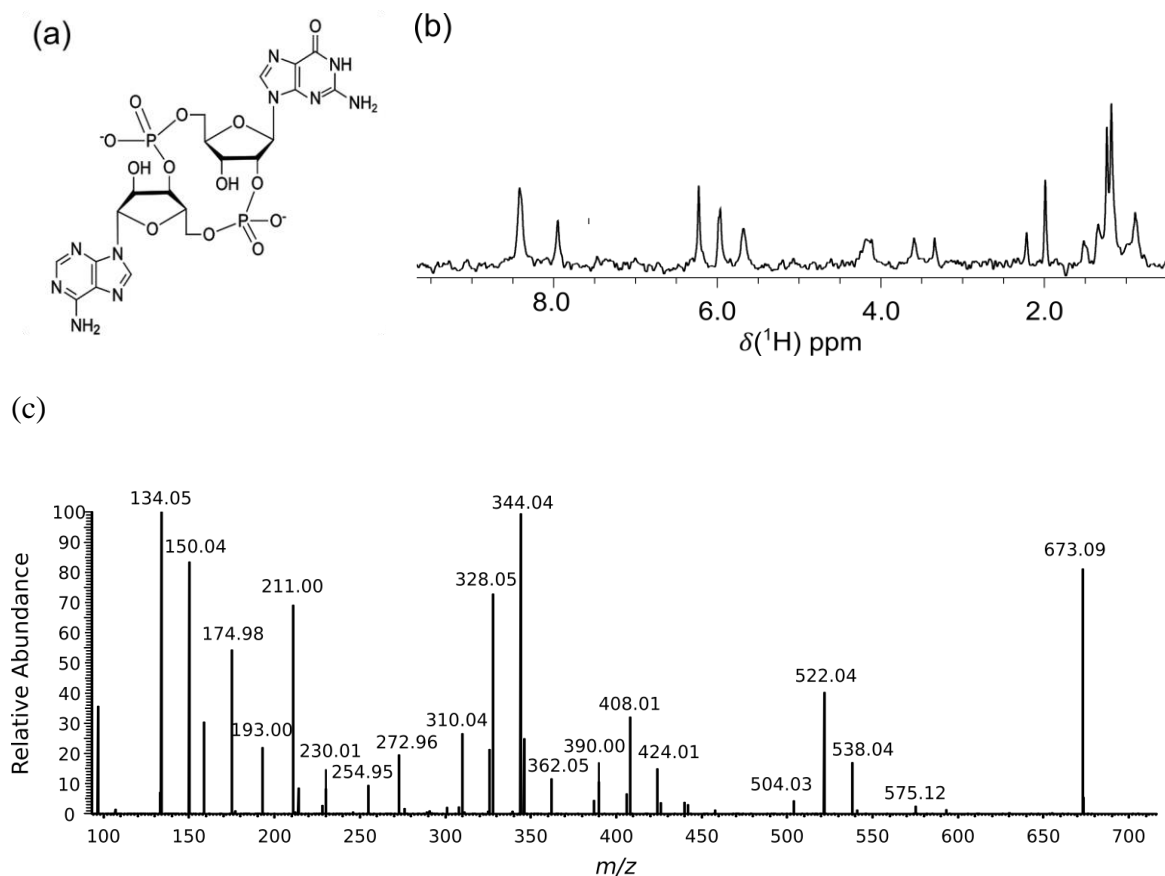 (a)
O
N
NH
N
N
NH₂
O
⁻O
P
O
O
O
OH
OH
O
O
P
O⁻
O
O
N
N
N
N
N
NH₂
(b)
8.0
6.0
4.0
2.0
δ(¹H) ppm
(c)
Relative Abundance
100
90
80
70
60
50
40
30
20
10
0
134.05
150.04
174.98
193.00
211.00
230.01
254.95
272.96
310.04
328.05
344.04
362.05
390.00
408.01
424.01
504.03
522.04
538.04
575.12
673.09
100
150
200
250
300
350
400
450
500
550
600
650
700
m/z